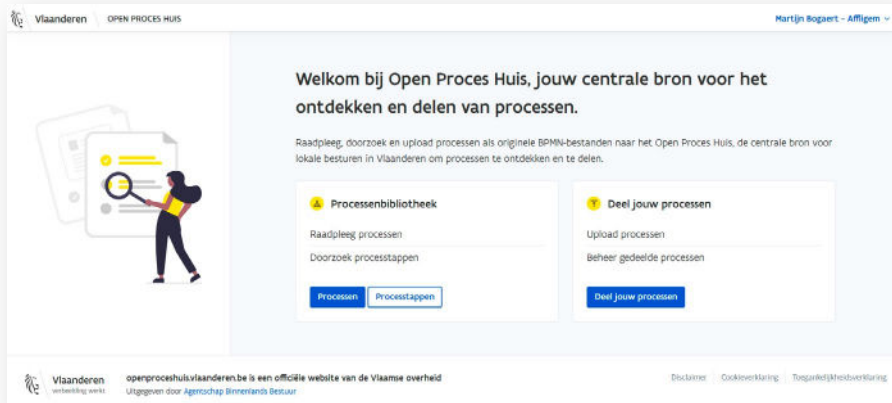 Vlaanderen OPEN PROCES HUIS Martijn Bogaert - Affligem
Welkom bij Open Proces Huis, jouw centrale bron voor het
ontdekken en delen van processen.
Raadpleeg, doorzoek en upload processen als originele BPMN-bestanden naar het Open Proces Huis, de centrale bron voor
lokale besturen in Vlaanderen om processen te ontdekken en te delen.
Processenbibliotheek
Raadpleeg processen
Doorzoek processtappen
Processen Processtappen
Deel jouw processen
Upload processen
Beheer gedeelde processen
Deel jouw processen
Vlaanderen
verbeelding werkt
openproceshuis.vlaanderen.be is een officiële website van de Vlaamse overheid
Uitgegeven door Agentschap Binnenlands Bestuur
Disclaimer Cookieverklaring Toegankelijkheidsverklaring